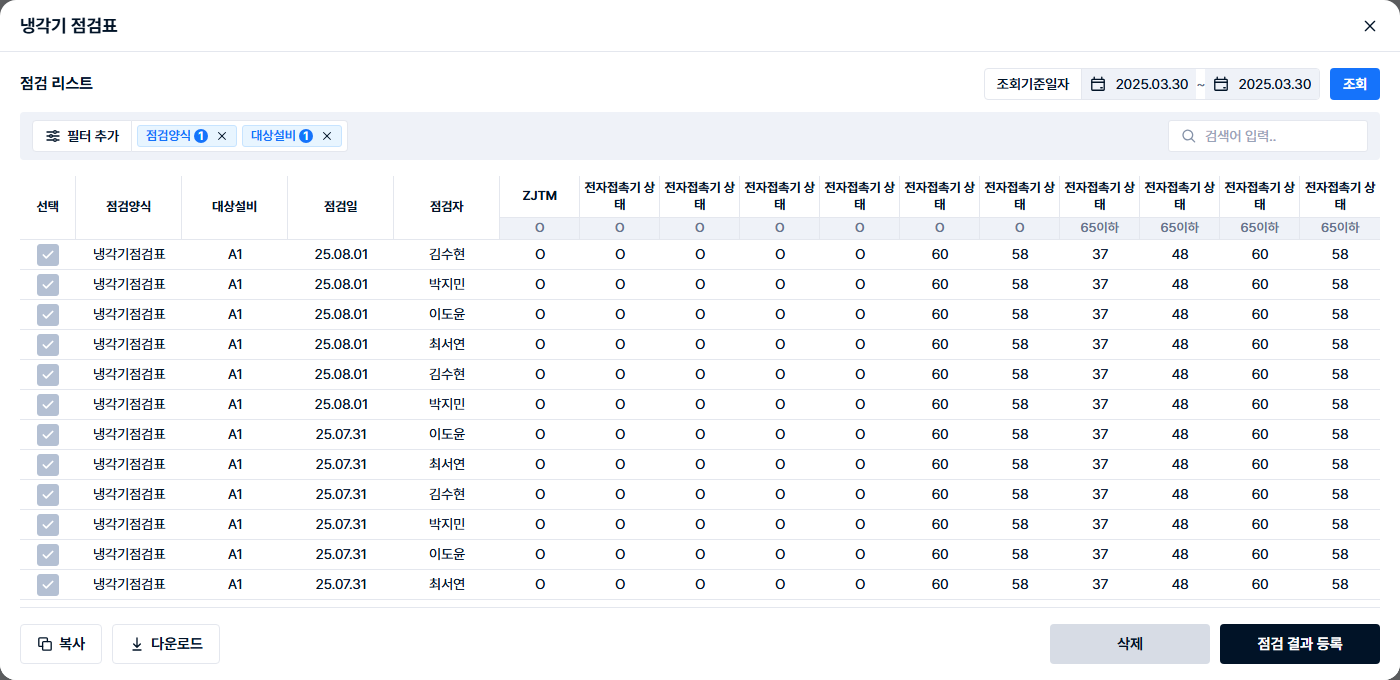 냉각기 점검표
점검 리스트
조회기준일자 2025.03.30 ~ 2025.03.30 조회
필터 추가 점검양식 1 대상설비 1 검색어 입력..
선택 점검양식 대상설비 점검일 점검자 ZJTM 전자접촉기 상태 전자접촉기 상태 전자접촉기 상태 전자접촉기 상태 전자접촉기 상태 전자접촉기 상태 전자접촉기 상태 전자접촉기 상태 전자접촉기 상태 전자접촉기 상태
O O O O O O O 65이하 65이하 65이하 65이하
냉각기점검표 A1 25.08.01 김수현 O O O O O 60 58 37 48 60 58
냉각기점검표 A1 25.08.01 박지민 O O O O O 60 58 37 48 60 58
냉각기점검표 A1 25.08.01 이도윤 O O O O O 60 58 37 48 60 58
냉각기점검표 A1 25.08.01 최서연 O O O O O 60 58 37 48 60 58
냉각기점검표 A1 25.08.01 김수현 O O O O O 60 58 37 48 60 58
냉각기점검표 A1 25.08.01 박지민 O O O O O 60 58 37 48 60 58
냉각기점검표 A1 25.07.31 이도윤 O O O O O 60 58 37 48 60 58
냉각기점검표 A1 25.07.31 최서연 O O O O O 60 58 37 48 60 58
냉각기점검표 A1 25.07.31 김수현 O O O O O 60 58 37 48 60 58
냉각기점검표 A1 25.07.31 박지민 O O O O O 60 58 37 48 60 58
냉각기점검표 A1 25.07.31 이도윤 O O O O O 60 58 37 48 60 58
냉각기점검표 A1 25.07.31 최서연 O O O O O 60 58 37 48 60 58
복사 다운로드 삭제 점검 결과 등록